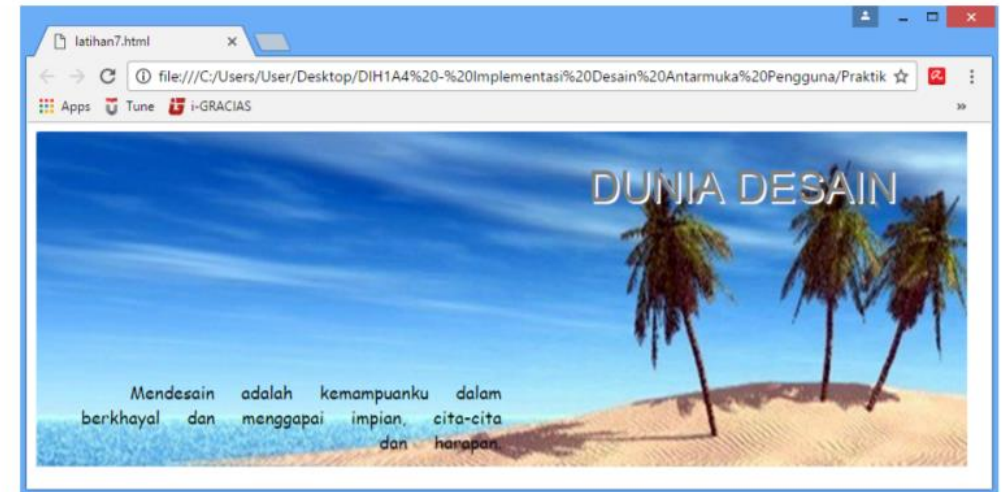 latihan7.html
file:///C:/Users/User/Desktop/DIH1A4%20-%20Implementasi%20Desain%20Antarmuka%20Pengguna/Praktik
Apps Tune i-GRACIAS »
DUNIA DESAIN
Mendesain adalah kemampuanku dalam
berkhayal dan menggapai impian, cita-cita
dan harapan.